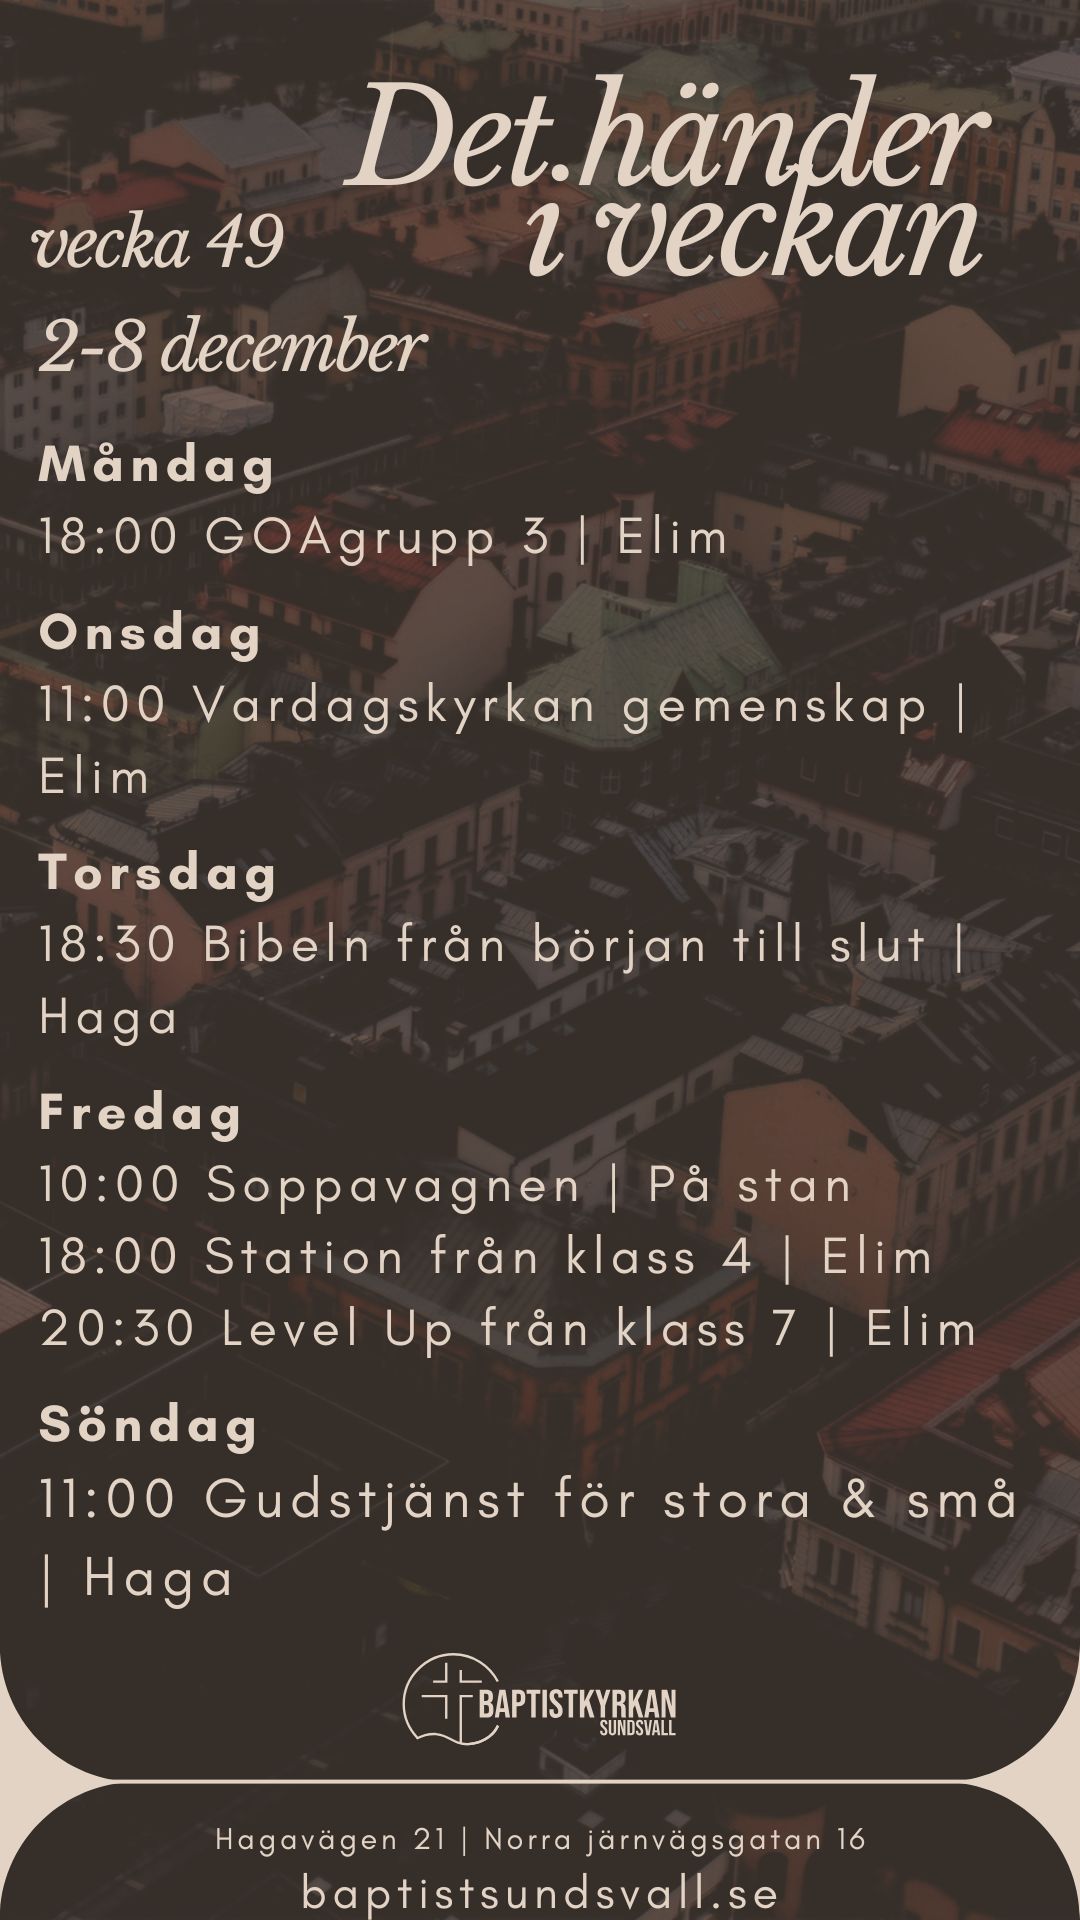 Det händer
i veckan
vecka 49
2-8 december
Måndag
18:00 GOAgrupp 3 | Elim
Onsdag
11:00 Vardagskyrkan gemenskap |
Elim
Torsdag
18:30 Bibeln från början till slut |
Haga
Fredag
10:00 Soppavagnen | På stan
18:00 Station från klass 4 | Elim
20:30 Level Up från klass 7 | Elim
Söndag
11:00 Gudstjänst för stora & små
| Haga
BAPTISTKYRKAN
SUNDSVALL
Hagavägen 21 | Norra järnvägsgatan 16
baptistsundsvall.se